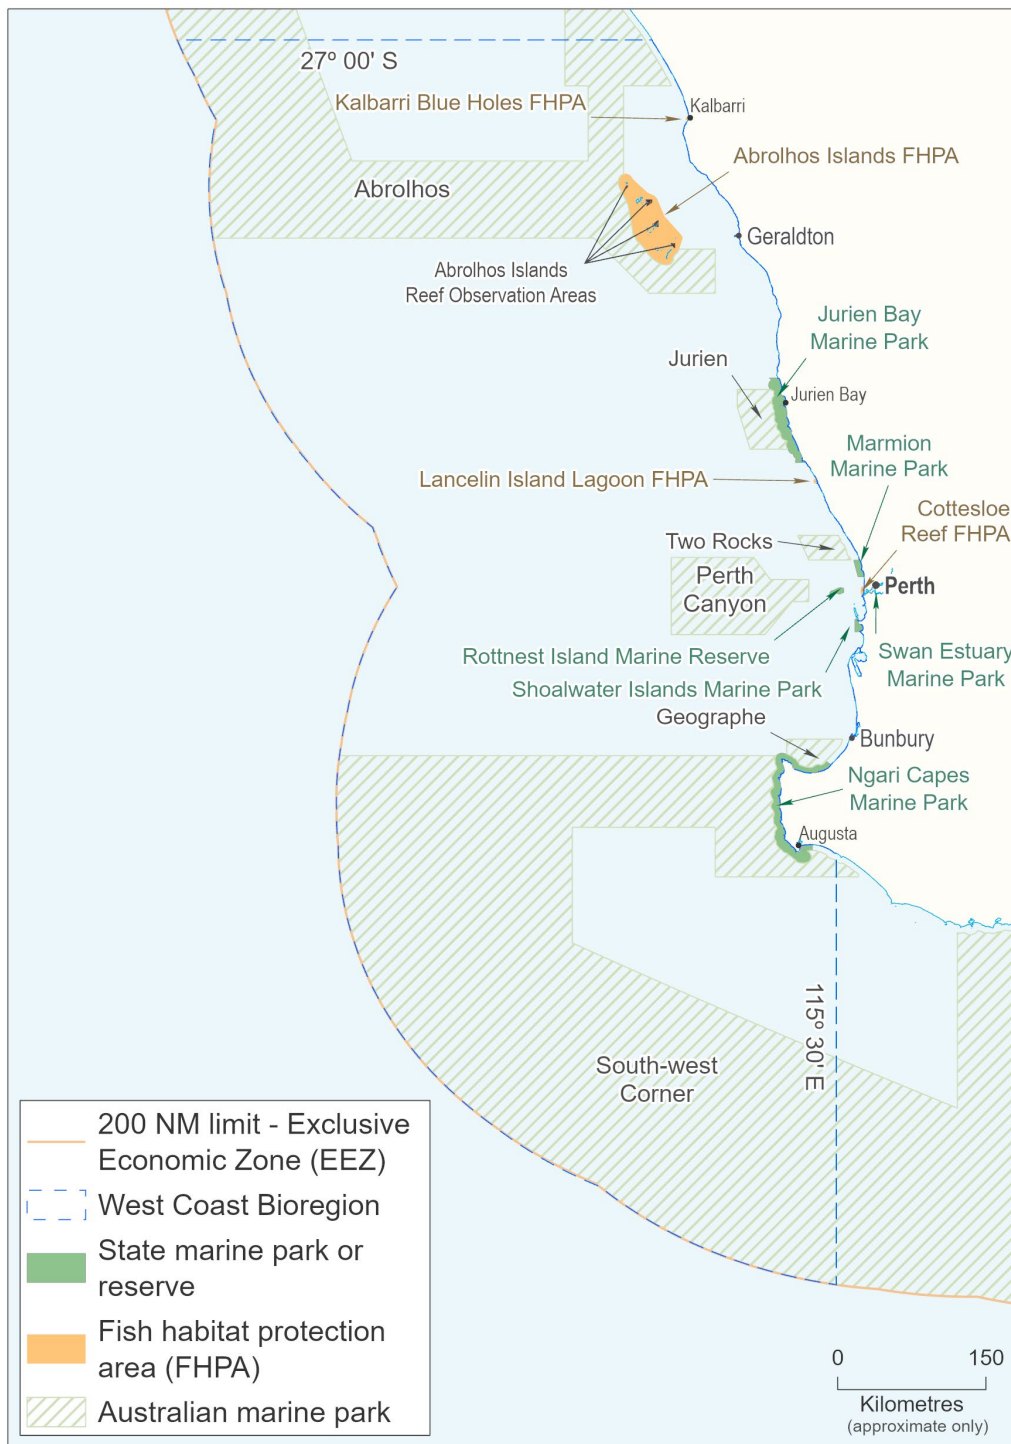 27º 00' S
Kalbarri Blue Holes FHPA
Kalbarri
Abrolhos Islands FHPA
Abrolhos
Geraldton
Abrolhos Islands
Reef Observation Areas
Jurien Bay
Marine Park
Jurien
Jurien Bay
Marmion
Marine Park
Lancelin Island Lagoon FHPA
Cottesloe
Reef FHPA
Two Rocks
Perth
Canyon
Perth
Rottnest Island Marine Reserve
Swan Estuary
Marine Park
Shoalwater Islands Marine Park
Geographe
Bunbury
Ngari Capes
Marine Park
Augusta
115º 30' E
South-west
Corner
200 NM limit - Exclusive
Economic Zone (EEZ)
West Coast Bioregion
State marine park or
reserve
Fish habitat protection
area (FHPA)
Australian marine park
0 150
Kilometres
(approximate only)